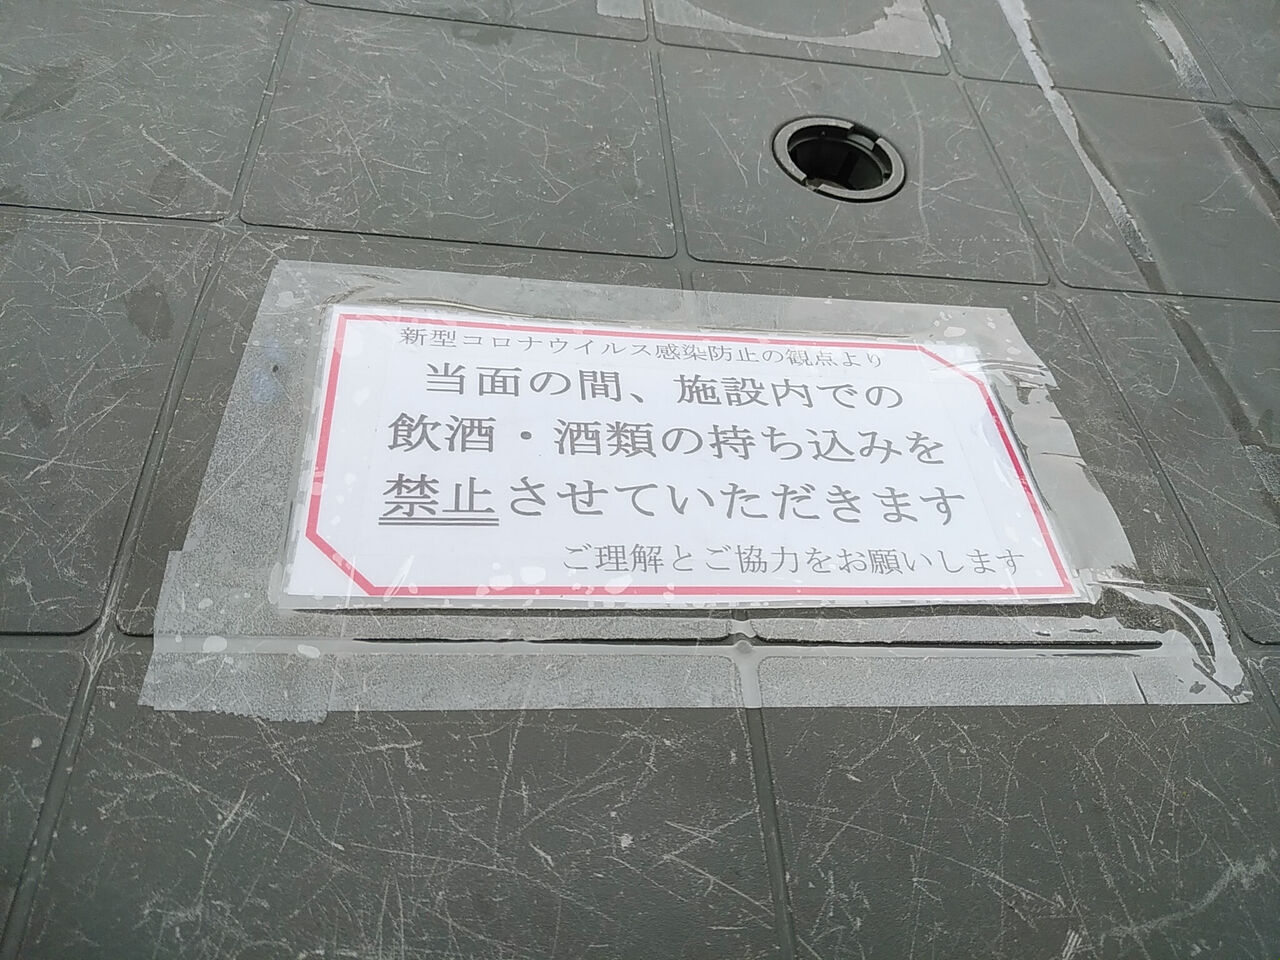 新型コロナウイルス感染防止の観点より
当面の間、施設内での
飲酒・酒類の持ち込みを
禁止させていただきます
ご理解とご協力をお願いします